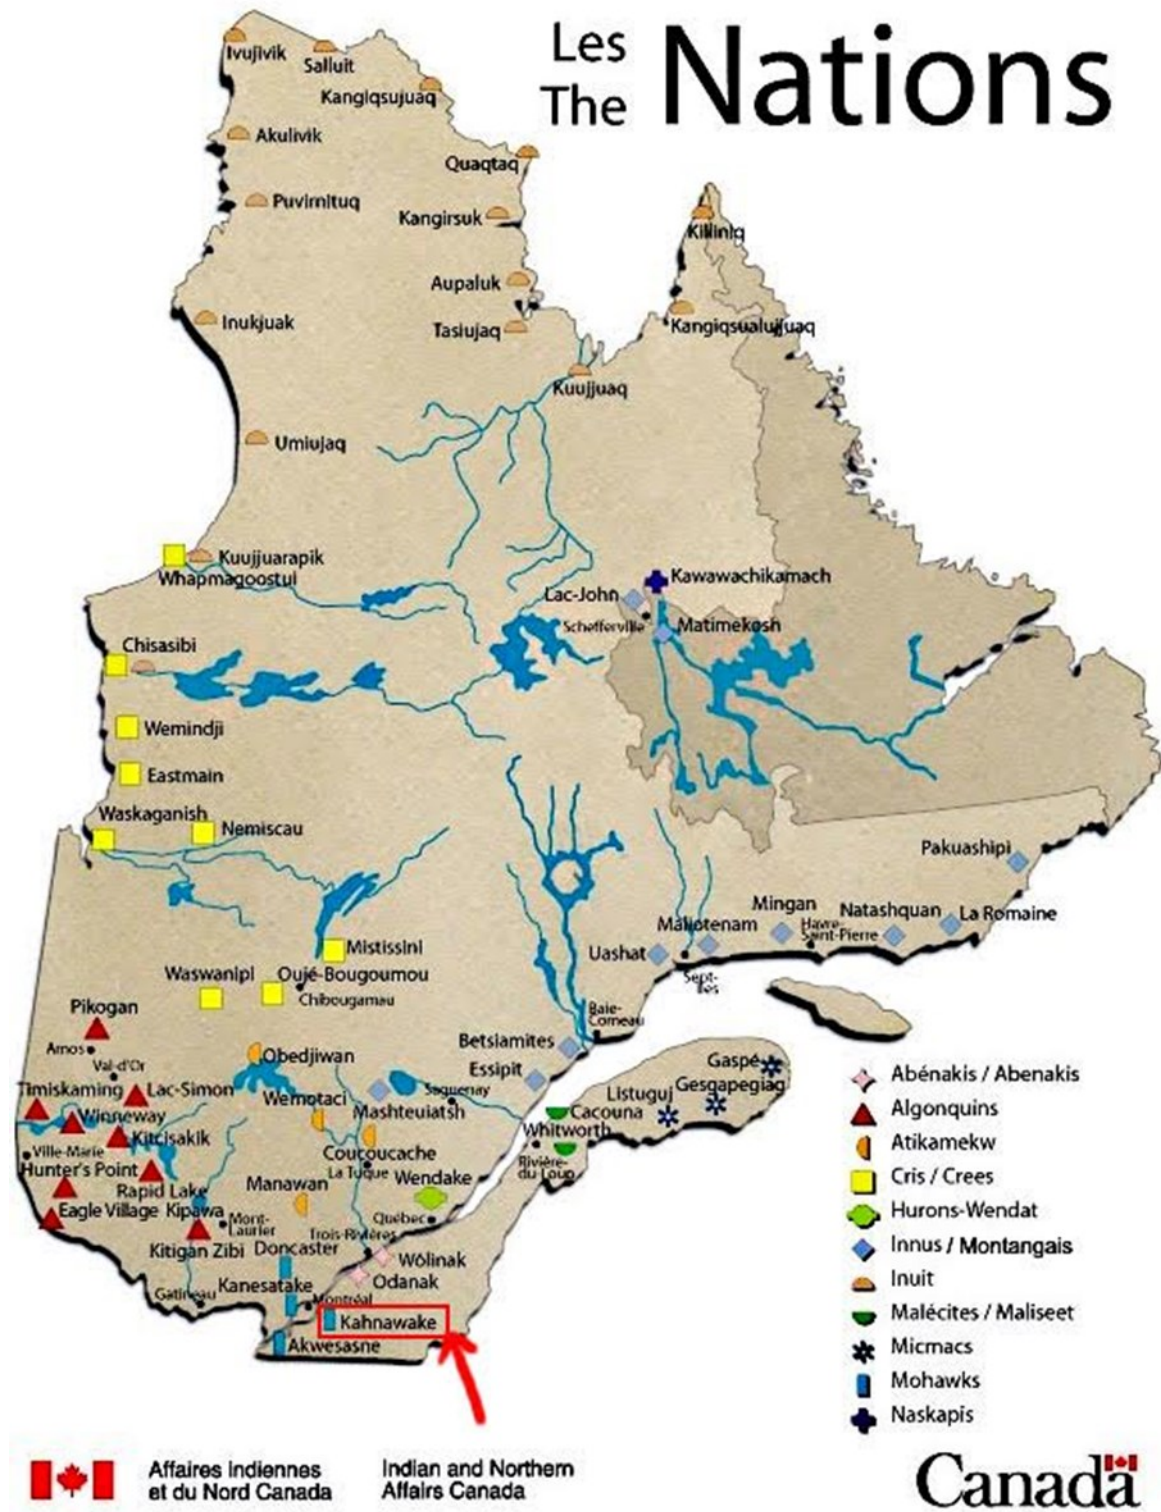 Les
The
Nations
Ivujivik
Salluit
Kangiqsujuaq
Akulivik
Quaqtaq
Puvirnituq
Kangirsuk
Killiniq
Aupaluk
Inukjuak
Tasiujaq
Kangiqsualujjuaq
Kuujjuaq
Umiujaq
Kuujjuarapik
Whapmagoostui
Kawawachikamach
Lac-John
Schefferville
Matimekosh
Chisasibi
Wemindji
Eastmain
Waskaganish
Nemiscau
Pakuashipi
Mingan
Natashquan
La Romaine
Maliotenam
Havre-
Saint-Pierre
Mistissini
Uashat
Waswanipi
Oujé-Bougoumou
Sept-
Îles
Chibougamau
Pikogan
Baie-
Comeau
Amos
Betsiamites
Obedjiwan
Val-d'Or
Essipit
Gaspé
Timiskaming
Lac-Simon
Saguenay
Listuguj
Gesgapegiag
Wemotaci
Mashteuiatsh
Cacouna
Winneway
Kitcisakik
Whitworth
Ville-Marie
Coucoucache
Hunter's Point
La Tuque
Rivière-
du Loup
Rapid Lake
Manawan
Wendake
Eagle Village Kipawa
Mont-
Laurier
Québec
Trois-Rivières
Kitigan Zibi
Doncaster
Wôlinak
Odanak
Kanesatake
Gatineau
Montréal
Kahnawake
Akwesasne
Abénakis / Abenakis
Algonquins
Atikamekw
Cris / Crees
Hurons-Wendat
Innus / Montangais
Inuit
Malécites / Maliseet
Micmacs
Mohawks
Naskapis
Affaires indiennes
et du Nord Canada
Indian and Northern
Affairs Canada
Canada